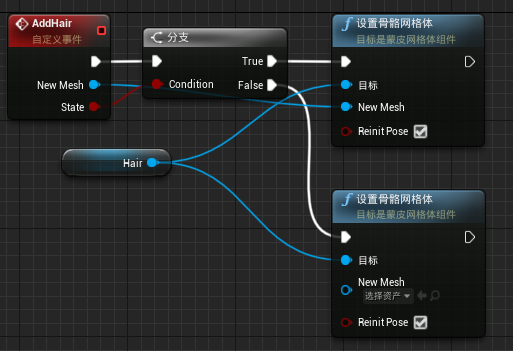 AddHair
自定义事件
New Mesh
State
分支
True
Condition
False
Hair
设置骨骼网格体
目标是蒙皮网格体组件
目标
New Mesh
Reinit Pose
设置骨骼网格体
目标是蒙皮网格体组件
目标
New Mesh
选择资产
Reinit Pose